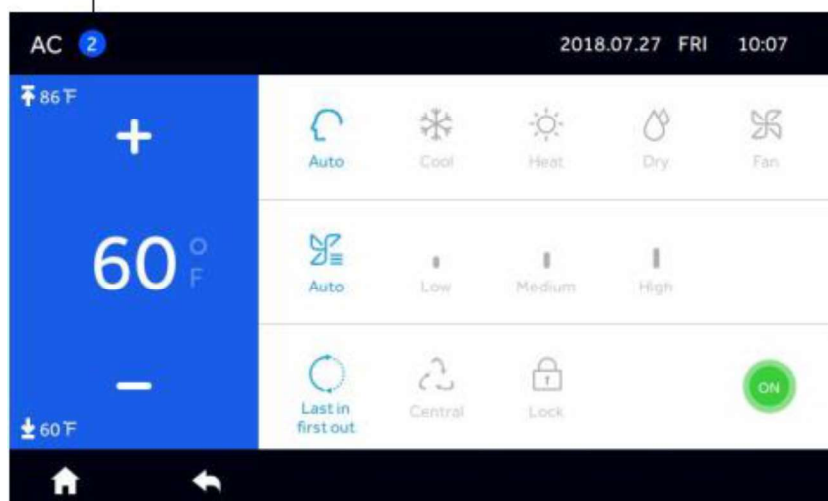 AC 2
2018.07.27 FRI 10:07
86 °F
+
60 °F
−
60 °F
Auto Cool Heat Dry Fan
Auto Low Medium High
Last in
first out
Central Lock
ON